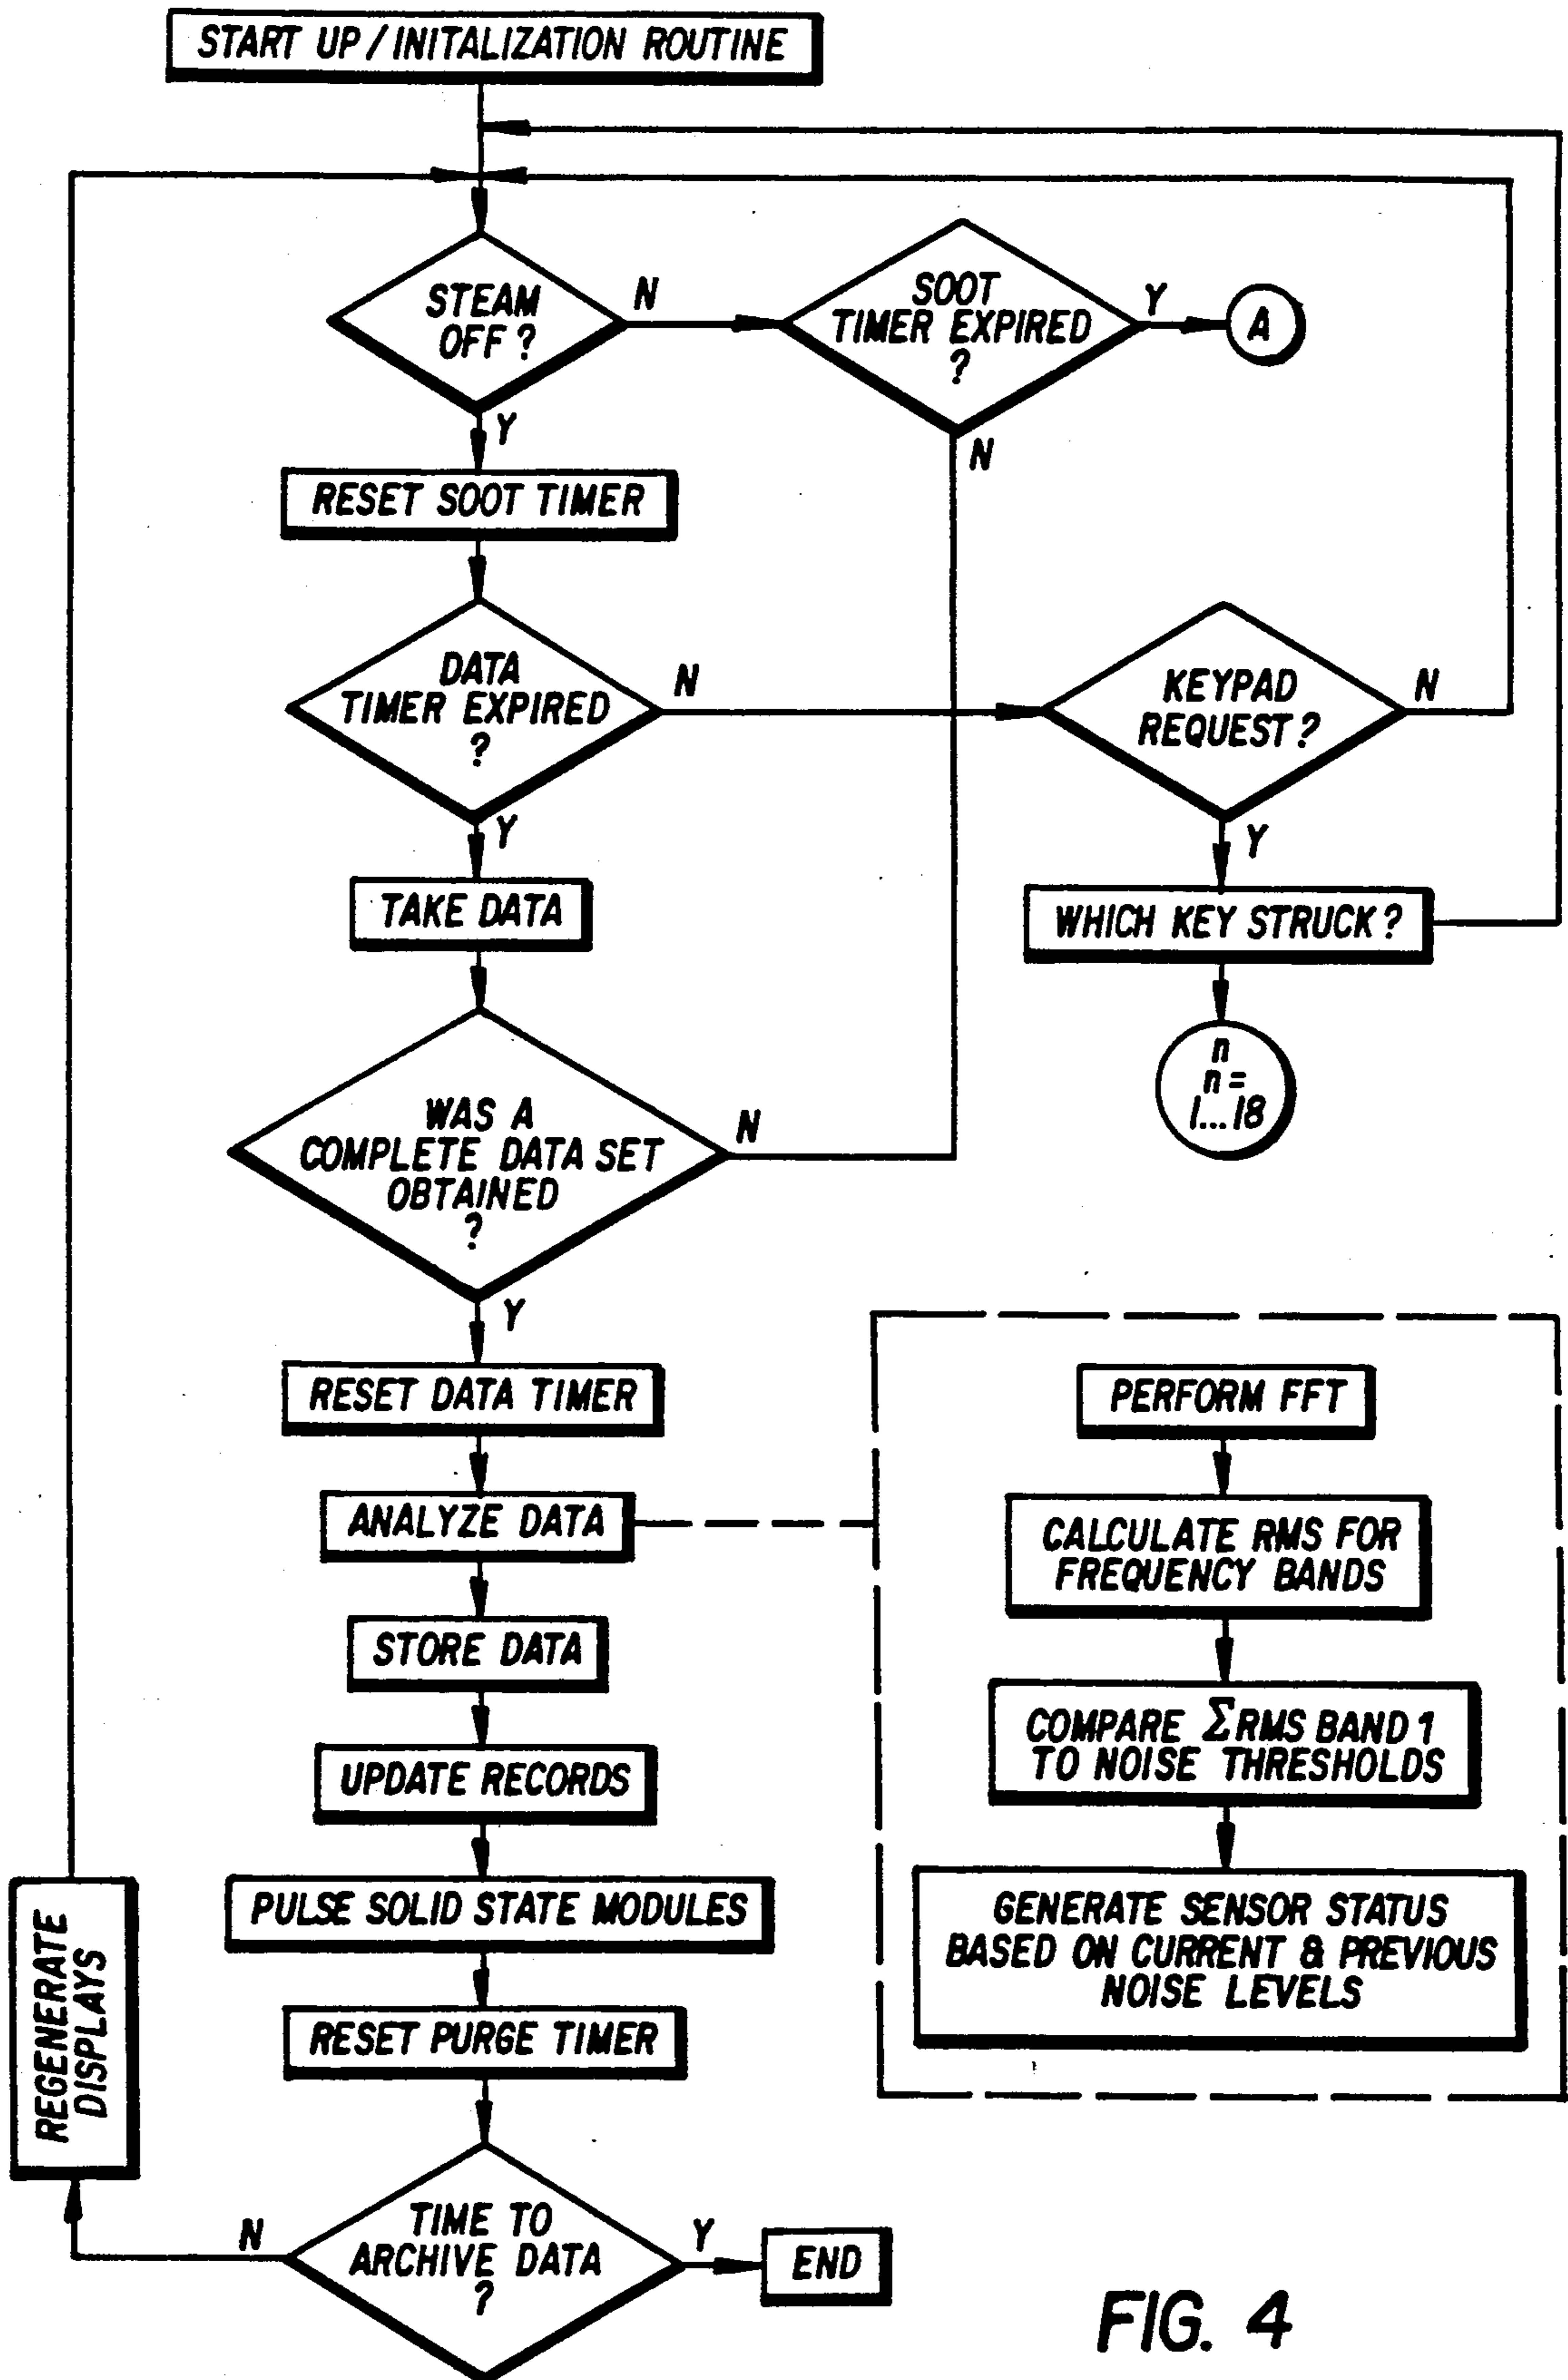 START UP / INITALIZATION ROUTINE
STEAM
OFF ?
N
Y
SOOT
TIMER EXPIRED
?
Y
N
A
RESET SOOT TIMER
DATA
TIMER EXPIRED
?
N
Y
KEYPAD
REQUEST ?
N
Y
TAKE DATA
WHICH KEY STRUCK ?
n
n =
1...18
WAS A
COMPLETE DATA SET
OBTAINED
?
N
Y
RESET DATA TIMER
ANALYZE DATA
STORE DATA
UPDATE RECORDS
PULSE SOLID STATE MODULES
RESET PURGE TIMER
TIME TO
ARCHIVE DATA
?
N
Y
END
REGENERATE
DISPLAYS
PERFORM FFT
CALCULATE RMS FOR
FREQUENCY BANDS
COMPARE Σ RMS BAND 1
TO NOISE THRESHOLDS
GENERATE SENSOR STATUS
BASED ON CURRENT & PREVIOUS
NOISE LEVELS
FIG. 4